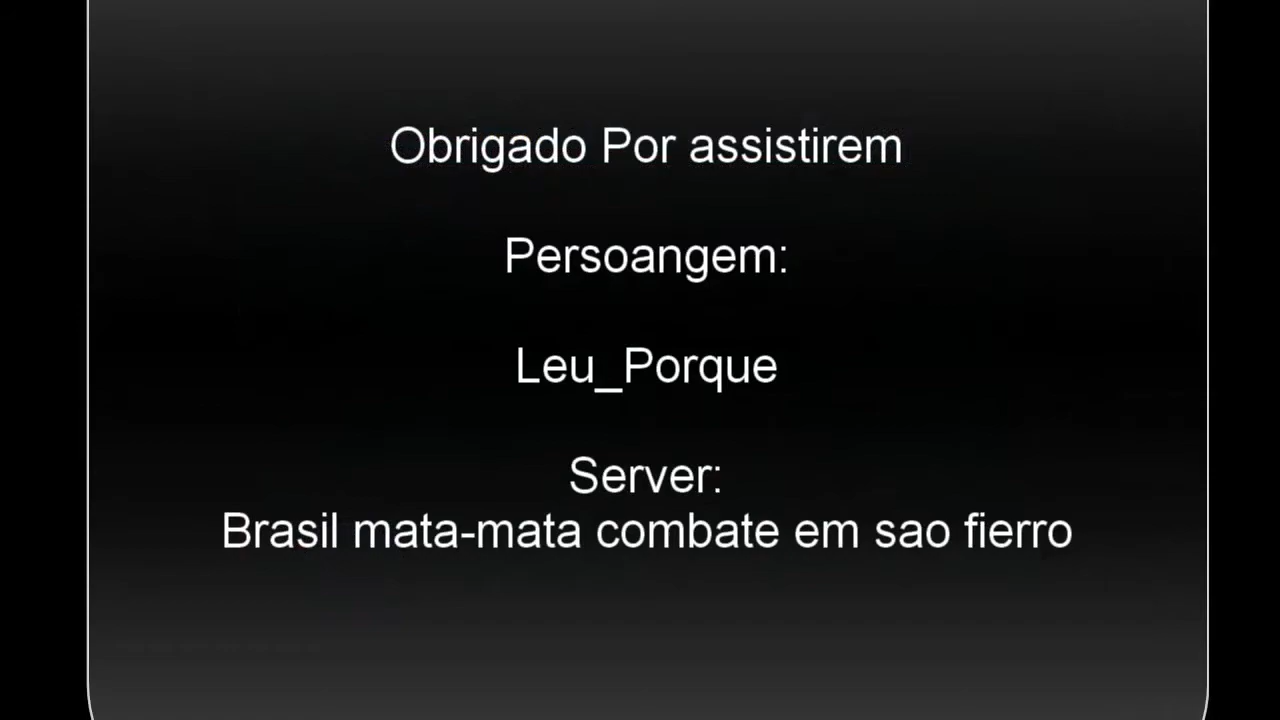 Obrigado Por assistirem
Persoangem:
Leu_Porque
Server:
Brasil mata-mata combate em sao fierro